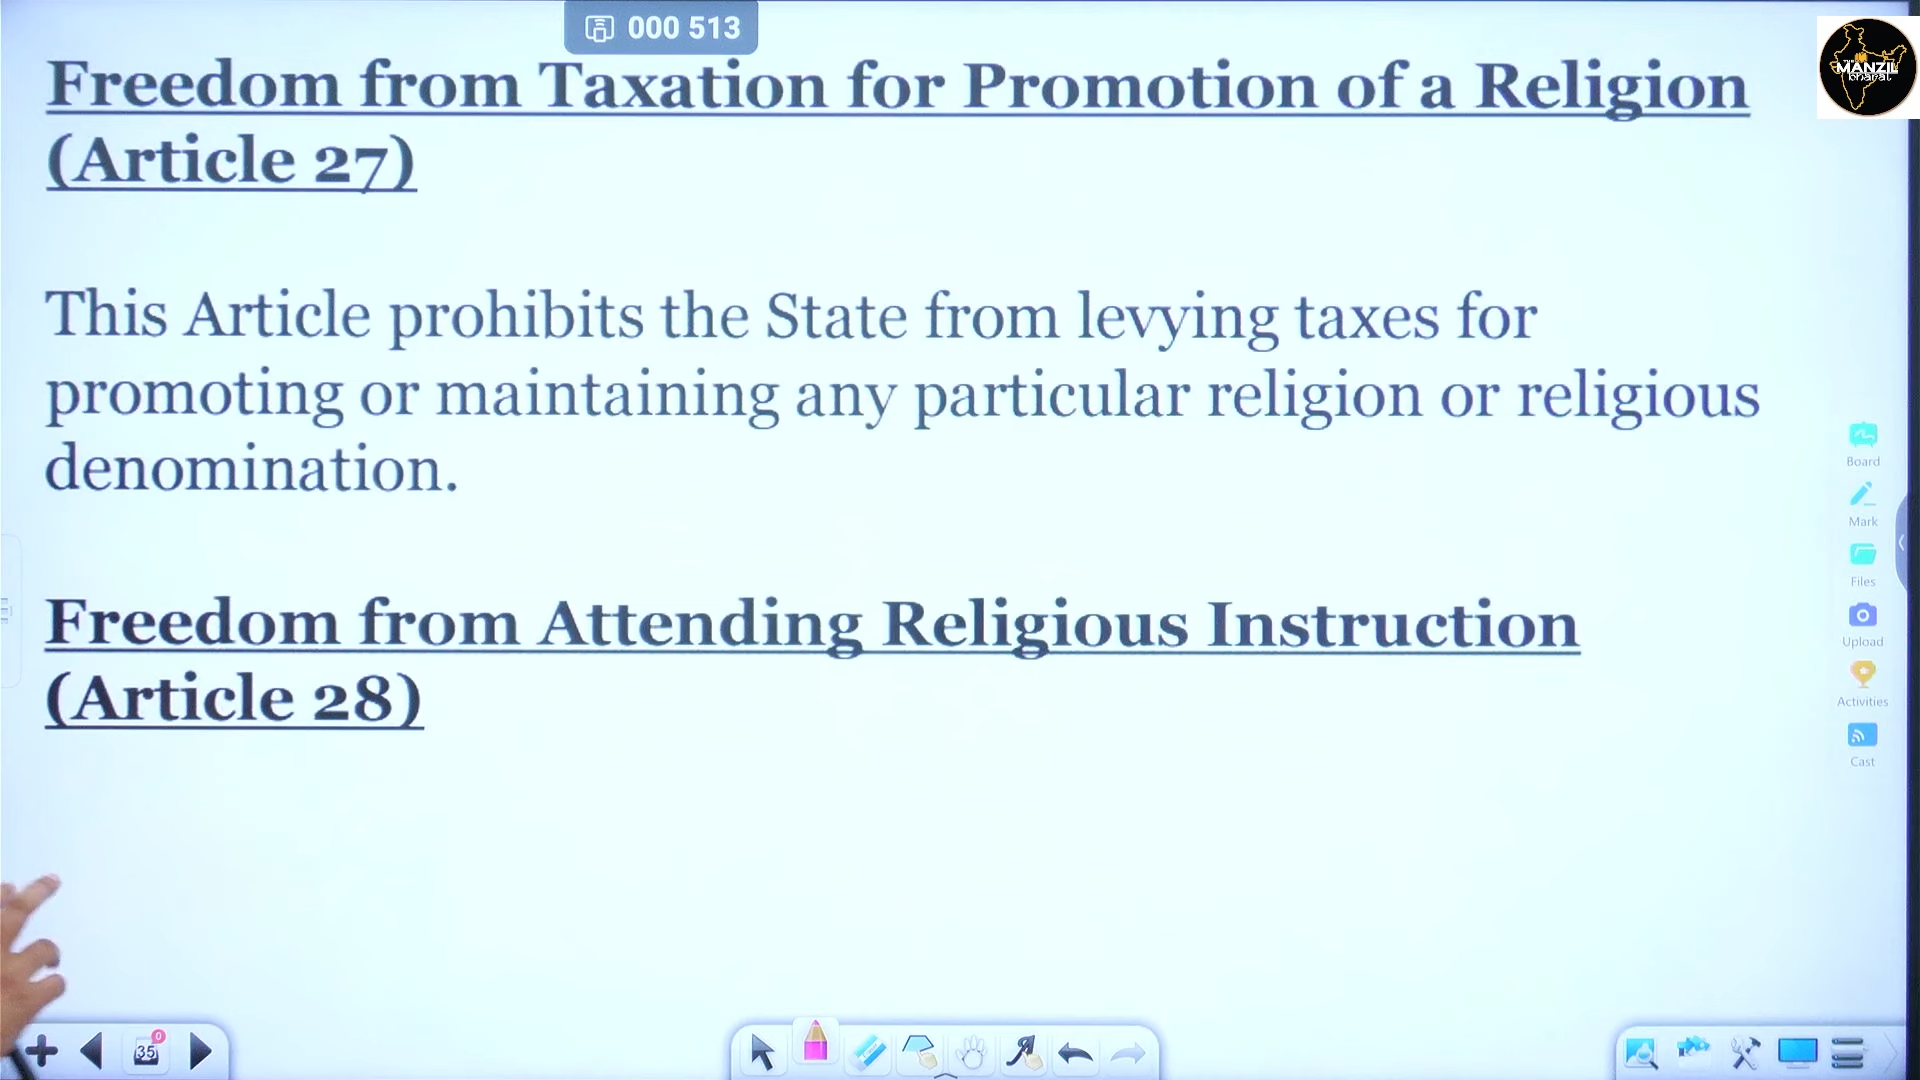 000 513
Freedom from Taxation for Promotion of a Religion
(Article 27)
MANZIL
bharat
This Article prohibits the State from levying taxes for
promoting or maintaining any particular religion or religious
denomination.
Freedom from Attending Religious Instruction
(Article 28)
Board
Mark
Files
Upload
Activities
Cast
0
35